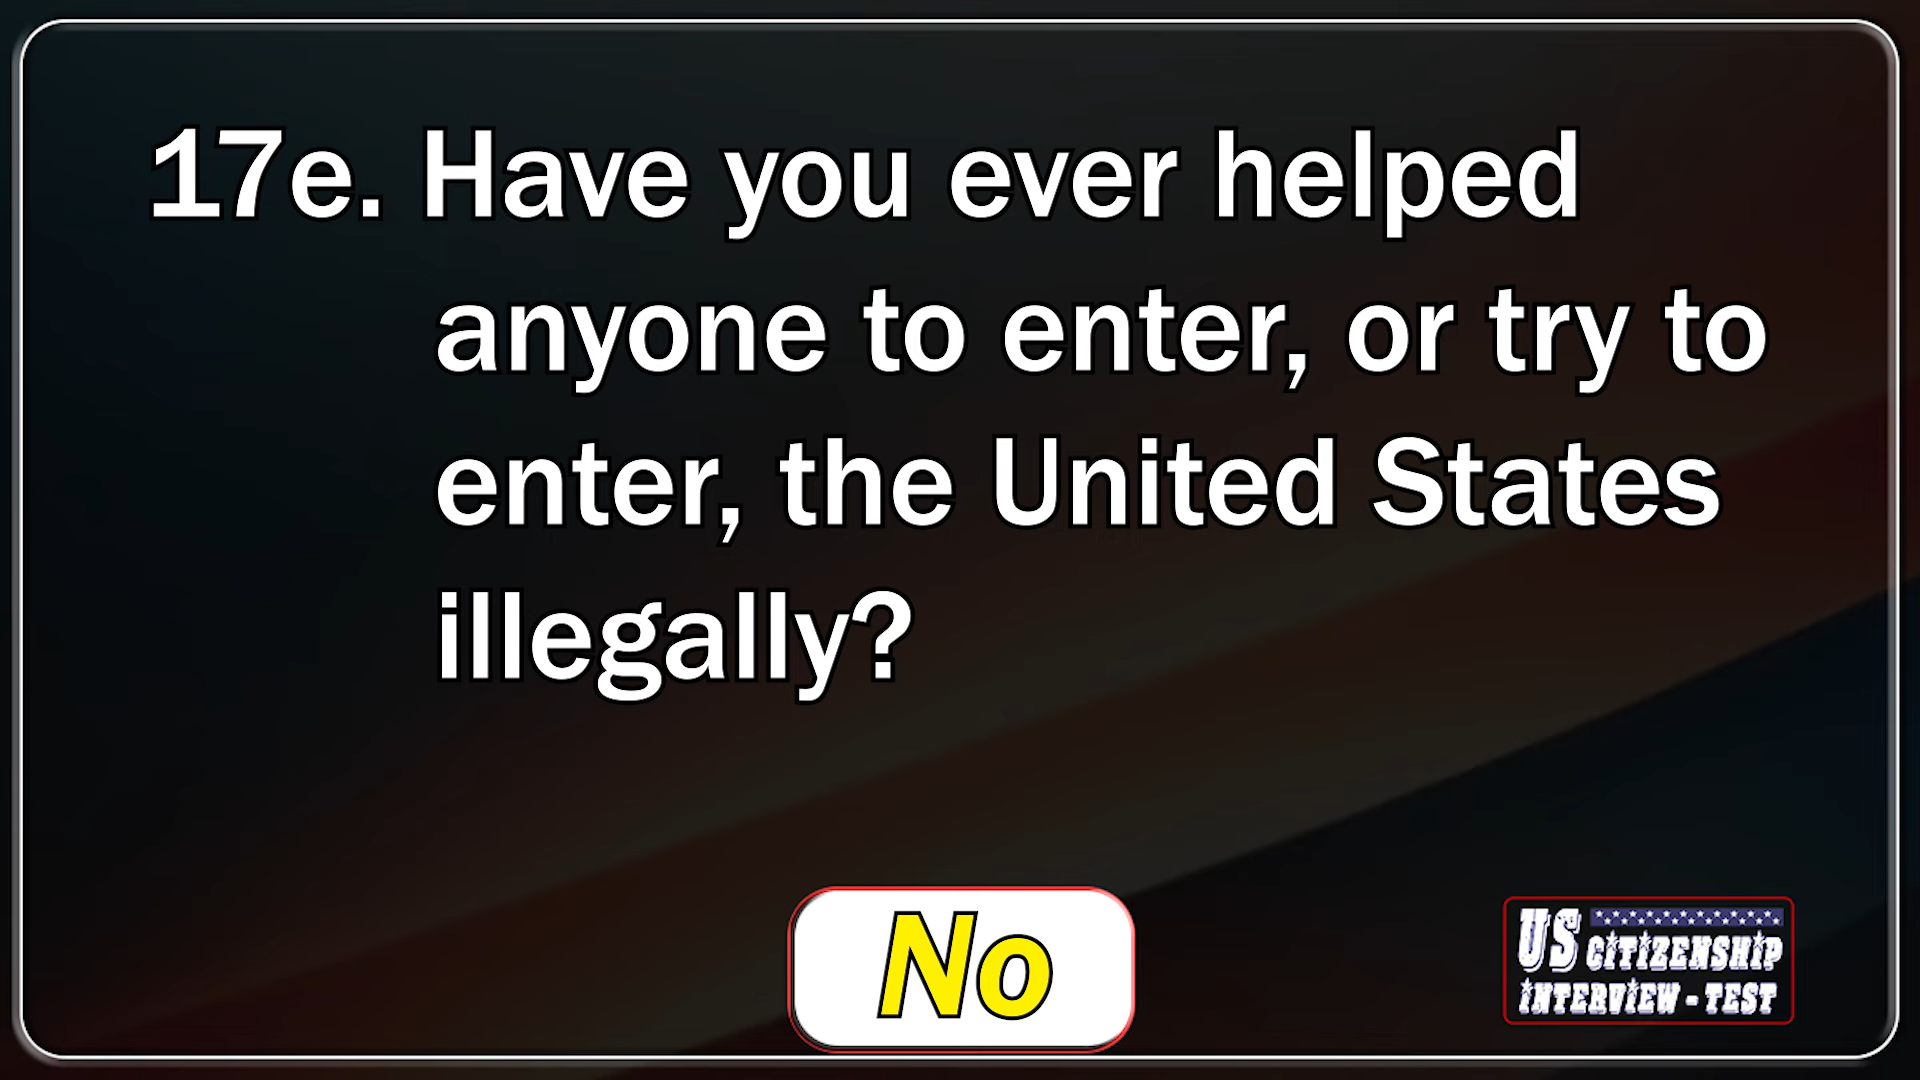 17e. Have you ever helped
anyone to enter, or try to
enter, the United States
illegally?
No
US CITIZENSHIP
INTERVIEW - TEST